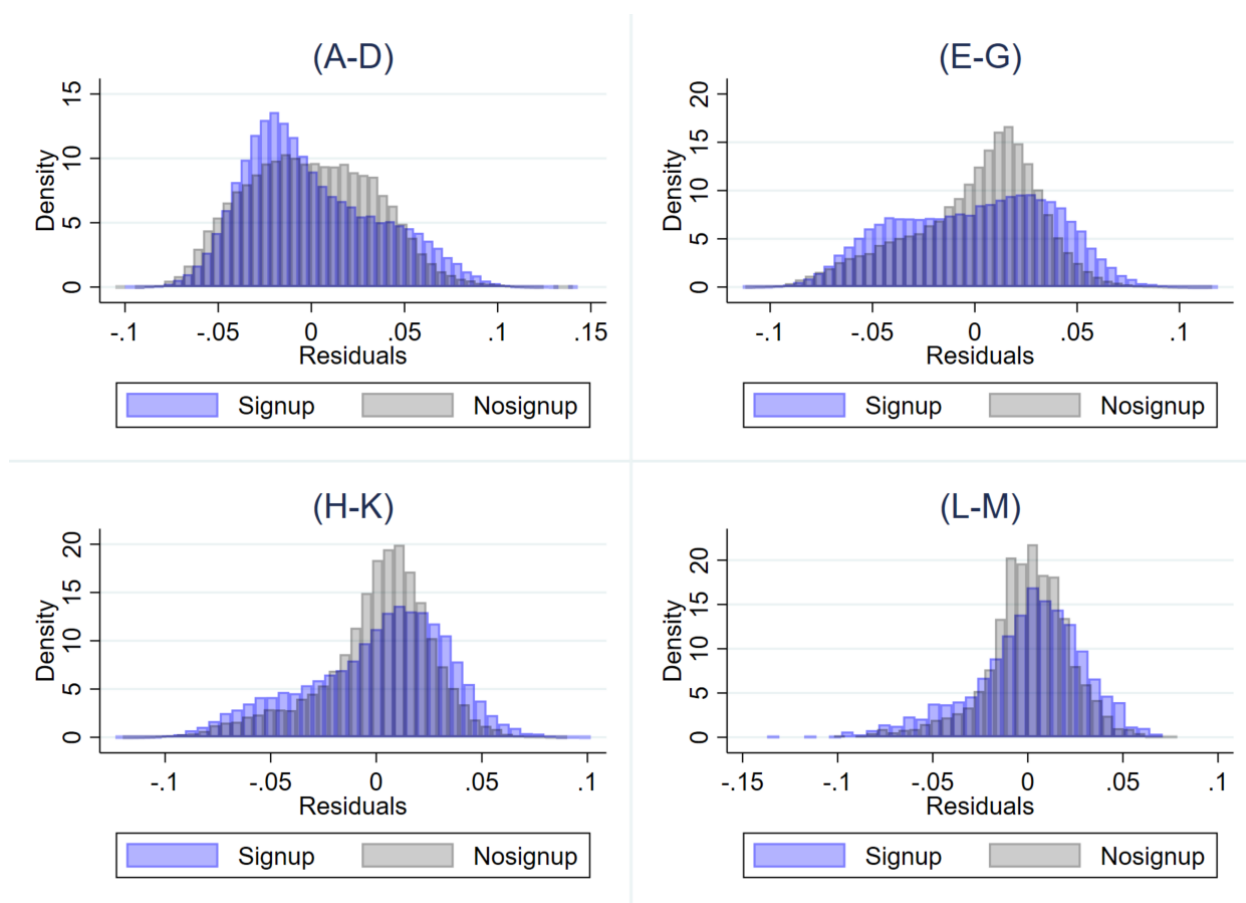 (A-D)
15
10
5
0
Density
-.1 -.05 0 .05 .1 .15
Residuals
Signup Nosignup
(E-G)
20
15
10
5
0
Density
-.1 -.05 0 .05 .1
Residuals
Signup Nosignup
(H-K)
20
15
10
5
0
Density
-.1 -.05 0 .05 .1
Residuals
Signup Nosignup
(L-M)
20
15
10
5
0
Density
-.15 -.1 -.05 0 .05 .1
Residuals
Signup Nosignup